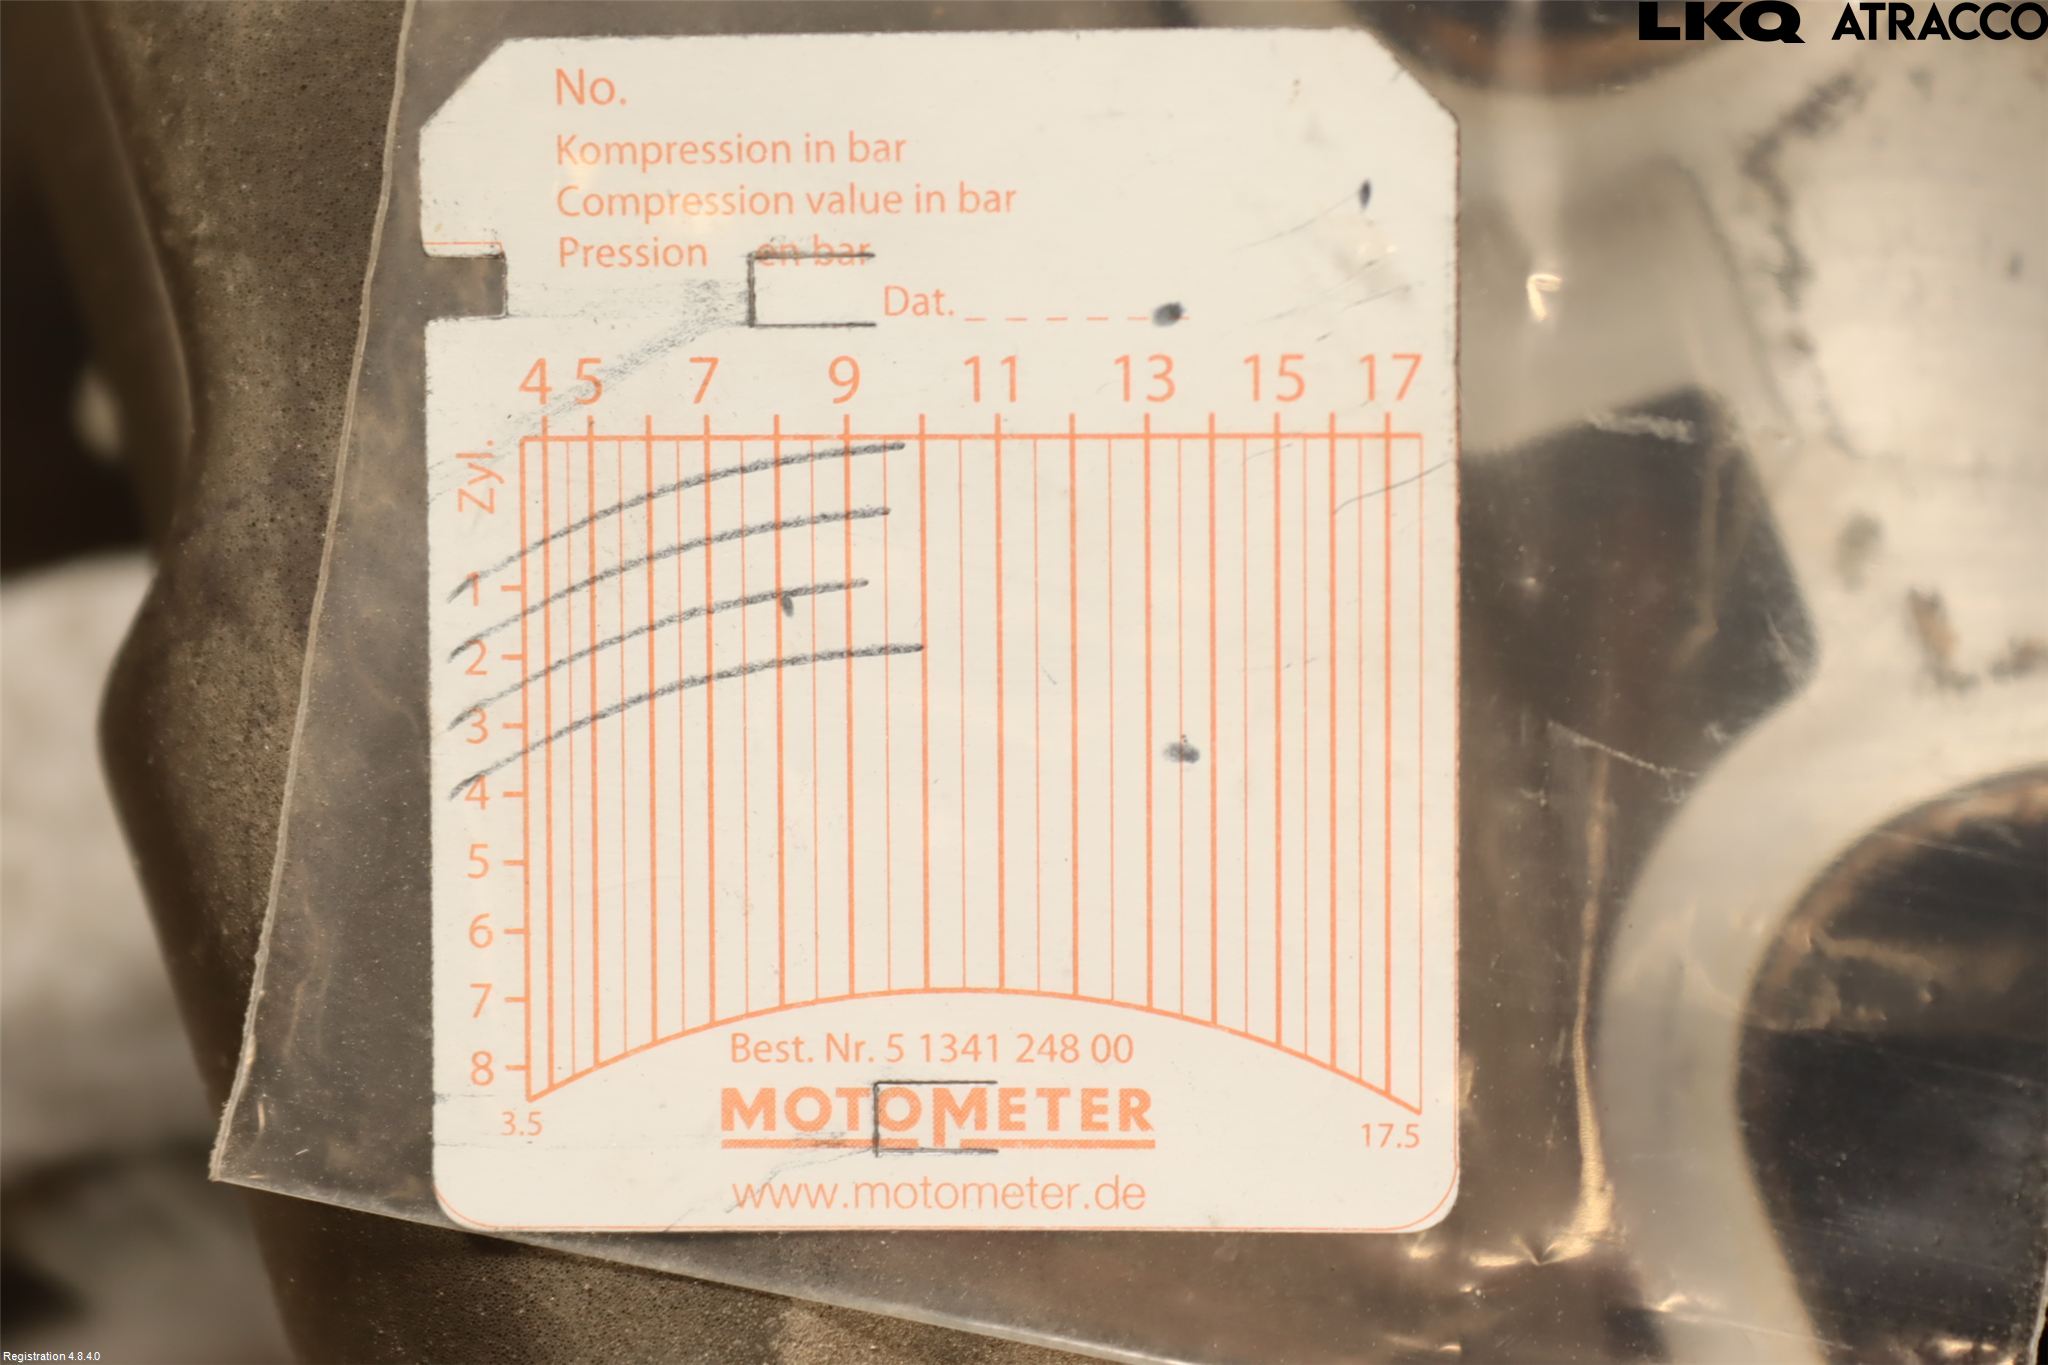 LKQ ATRACCO
No.
Kompression in bar
Compression value in bar
Pression en bar
Dat. _ _ _ _ _ _ _
4 5 7 9 11 13 15 17
Zyl.
1
2
3
4
5
6
7
8
3.5
17.5
Best. Nr. 5 1341 248 00
MOTOMETER
www.motometer.de
Registration 4.8.4.0